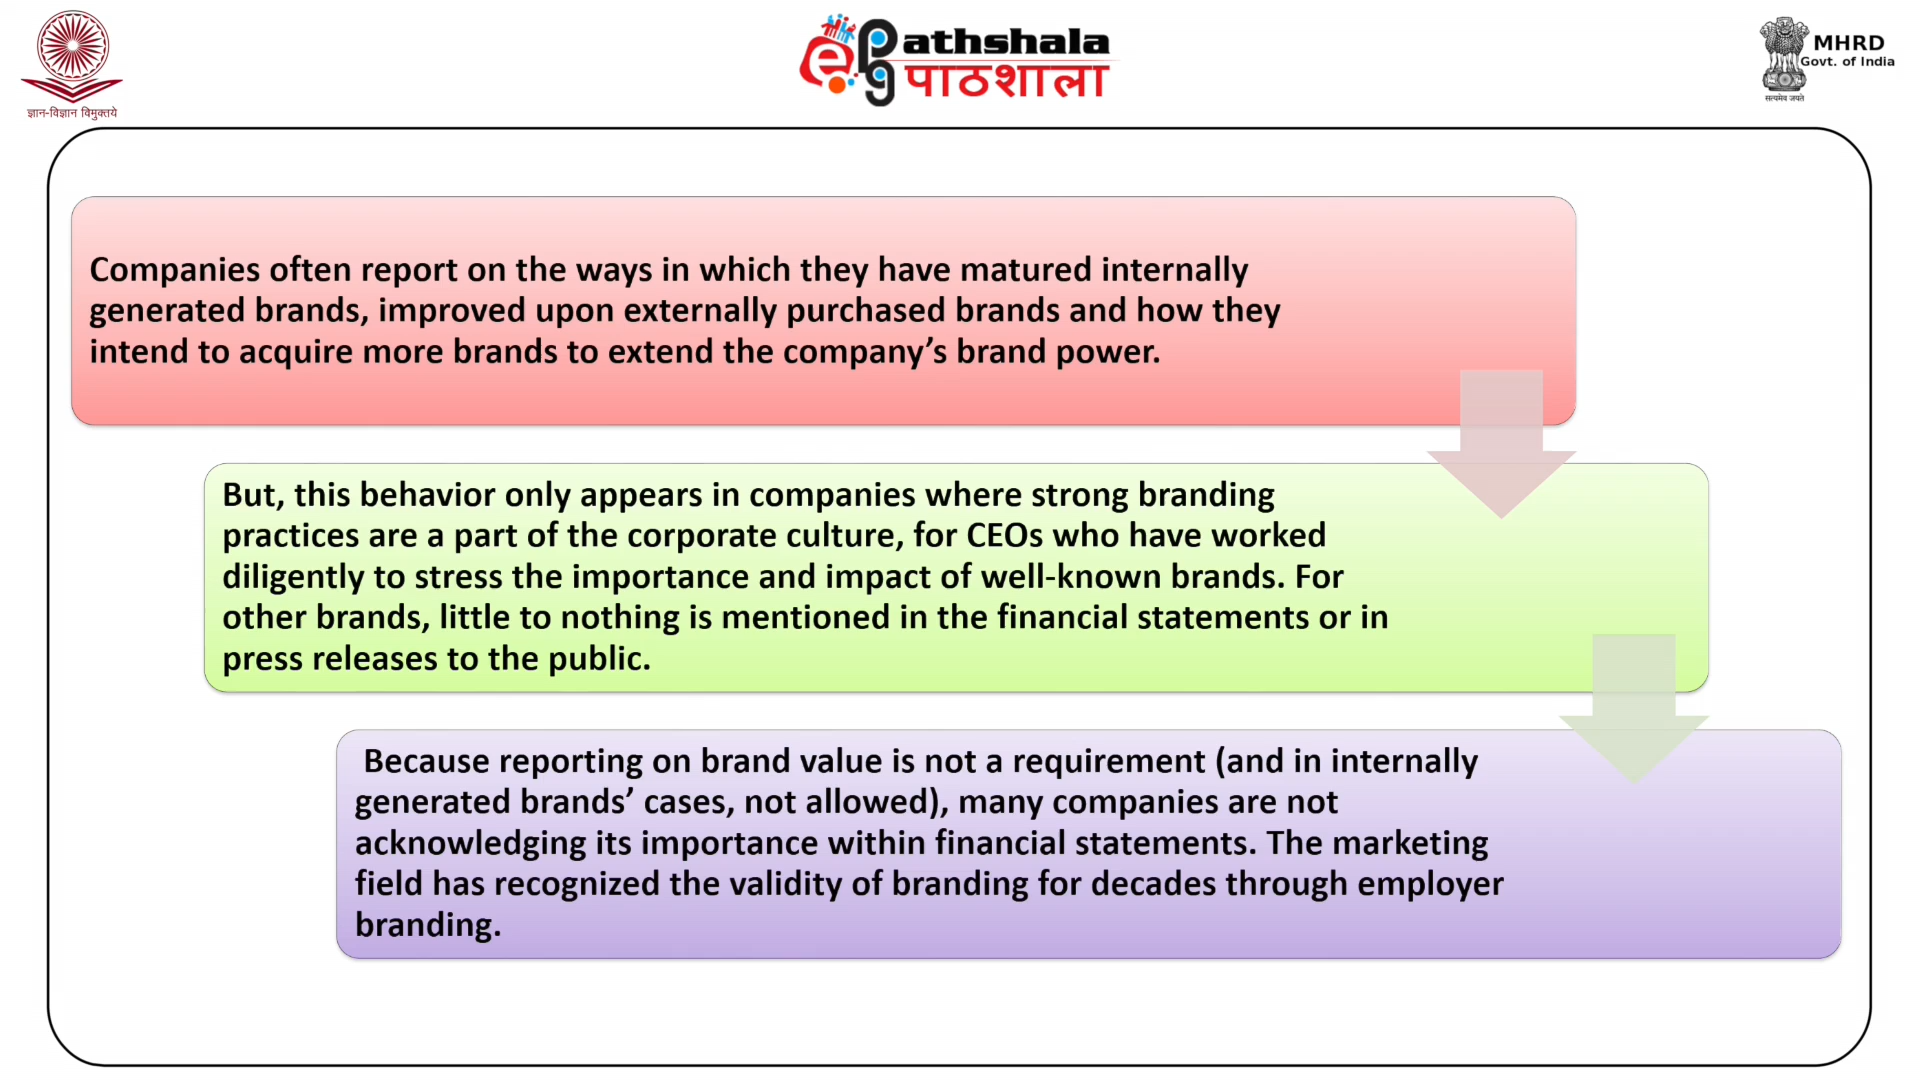 ज्ञान-विज्ञान विमुक्तये
e pg athshala
पाठशाला
MHRD
Govt. of India
सत्यमेव जयते
Companies often report on the ways in which they have matured internally
generated brands, improved upon externally purchased brands and how they
intend to acquire more brands to extend the company’s brand power.
But, this behavior only appears in companies where strong branding
practices are a part of the corporate culture, for CEOs who have worked
diligently to stress the importance and impact of well-known brands. For
other brands, little to nothing is mentioned in the financial statements or in
press releases to the public.
Because reporting on brand value is not a requirement (and in internally
generated brands’ cases, not allowed), many companies are not
acknowledging its importance within financial statements. The marketing
field has recognized the validity of branding for decades through employer
branding.